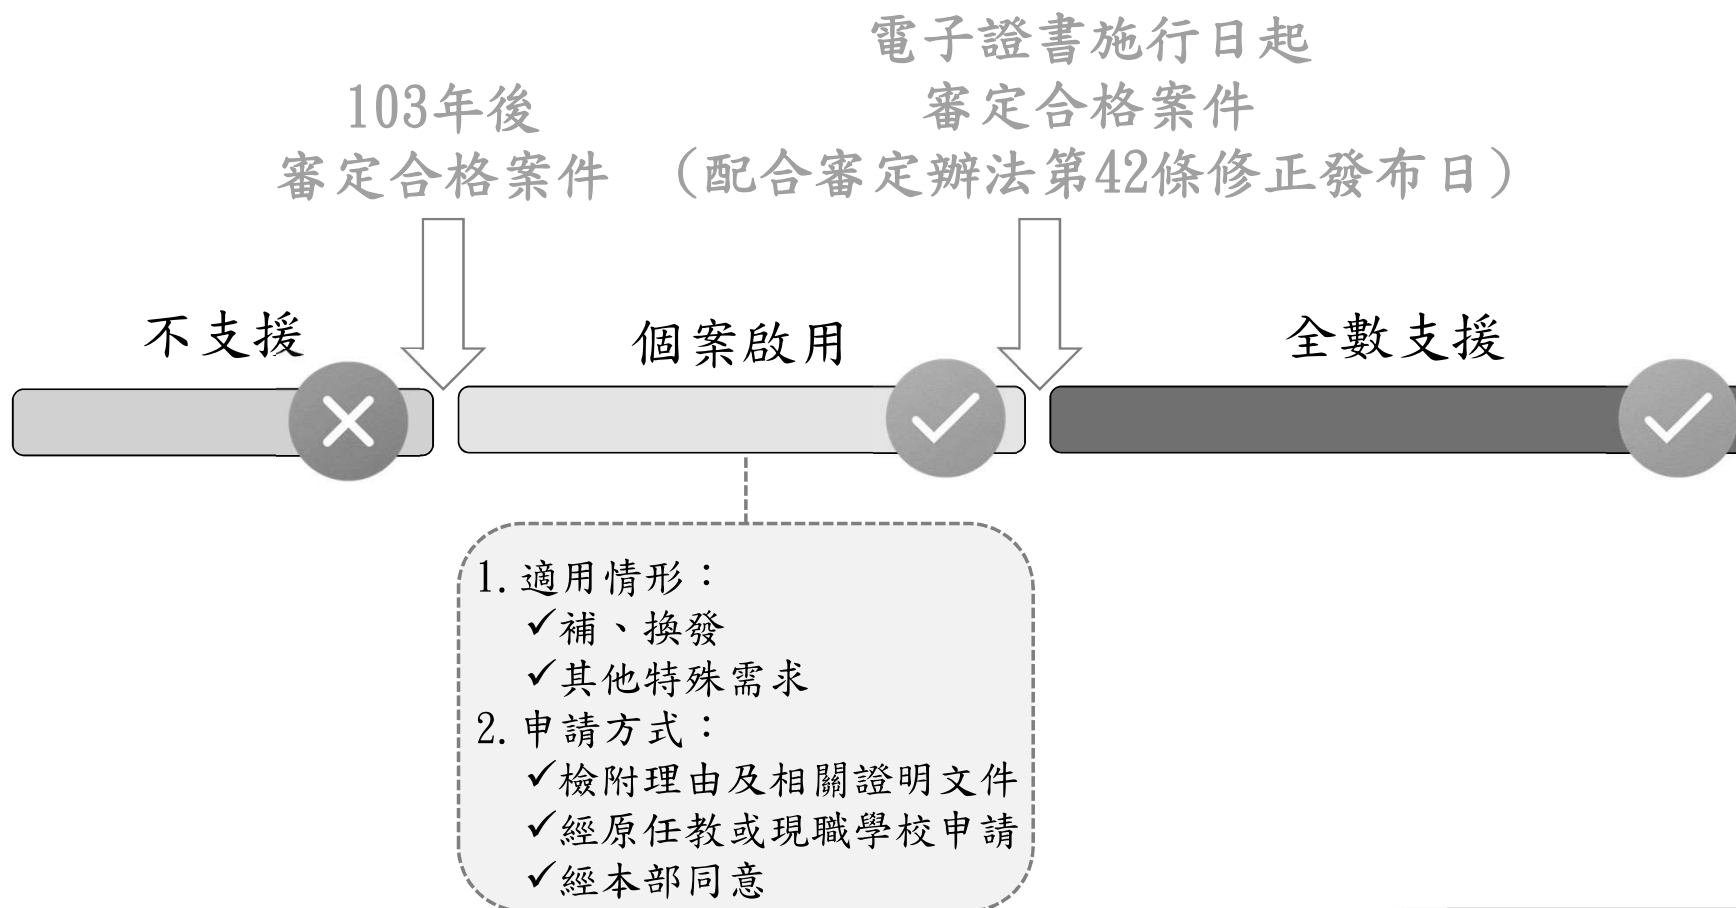 電子證書施行日起
審定合格案件
（配合審定辦法第42條修正發布日）
103年後
審定合格案件
不支援
個案啟用
全數支援
1.適用情形：
✓補、換發
✓其他特殊需求
2.申請方式：
✓檢附理由及相關證明文件
✓經原任教或現職學校申請
✓經本部同意